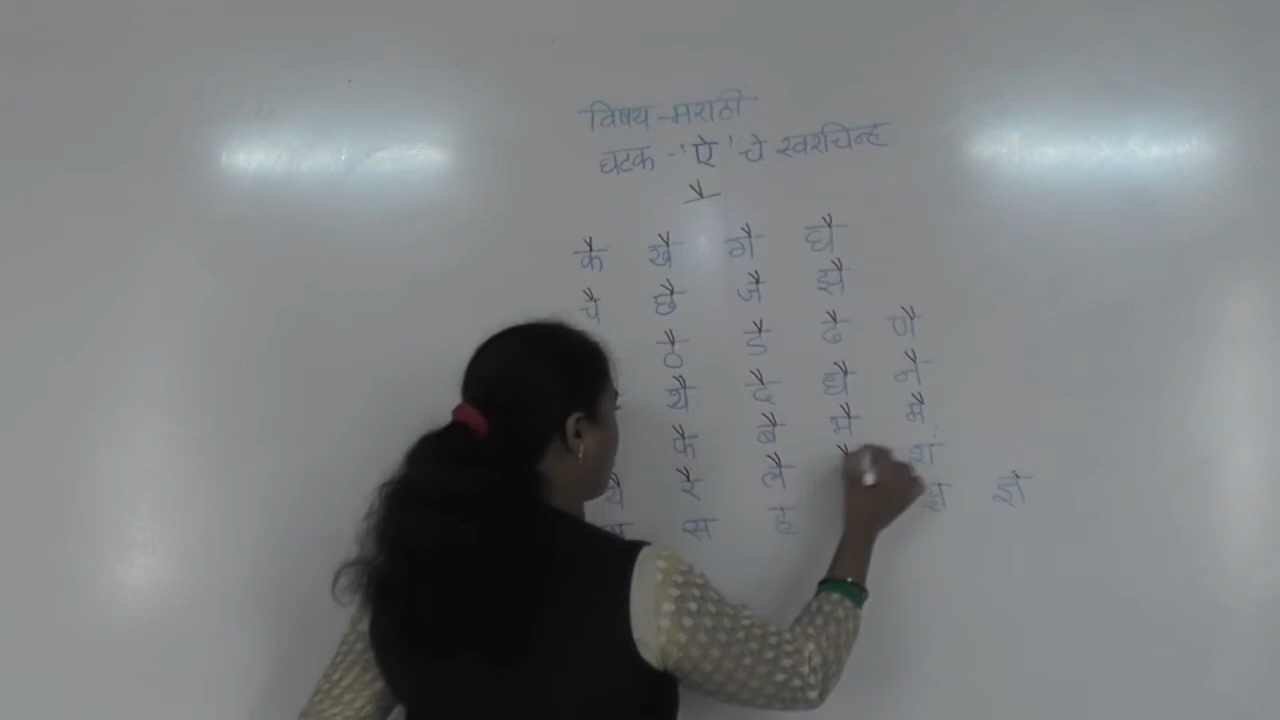 विषय - मराठी
घटक - 'ऐ' चे स्वरचिन्ह
ै
कै खै गै घै
चै छै जै झै
ठै डै ढै णै
थै दै धै नै
फै बै भै मै
यै रै लै श
स ह क्ष ज्ञ